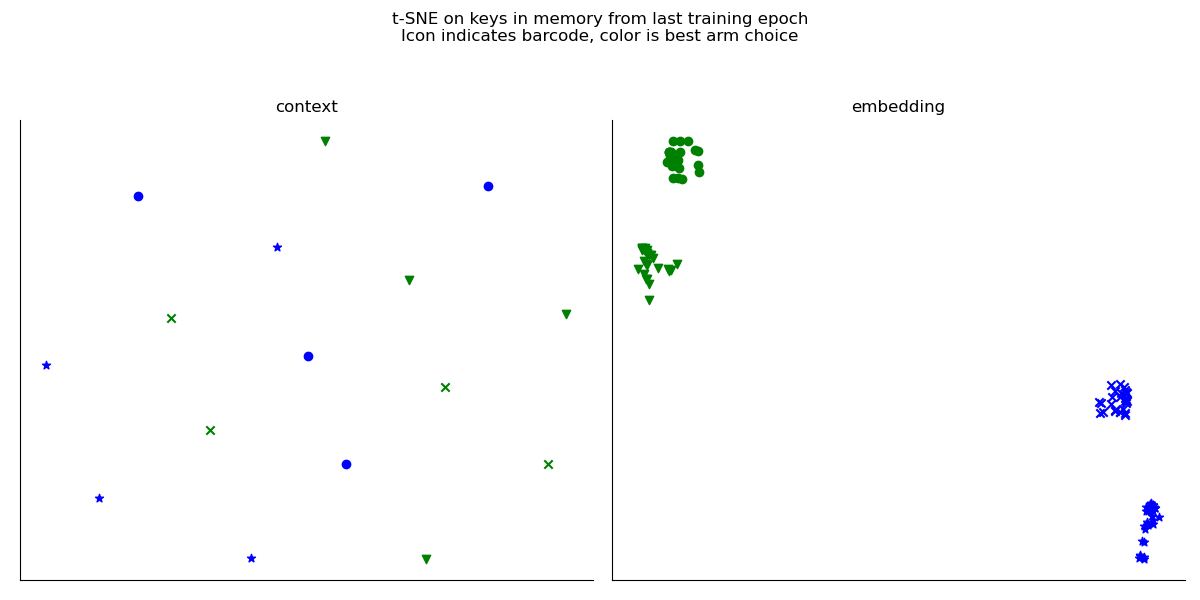 t-SNE on keys in memory from last training epoch
Icon indicates barcode, color is best arm choice
context
embedding